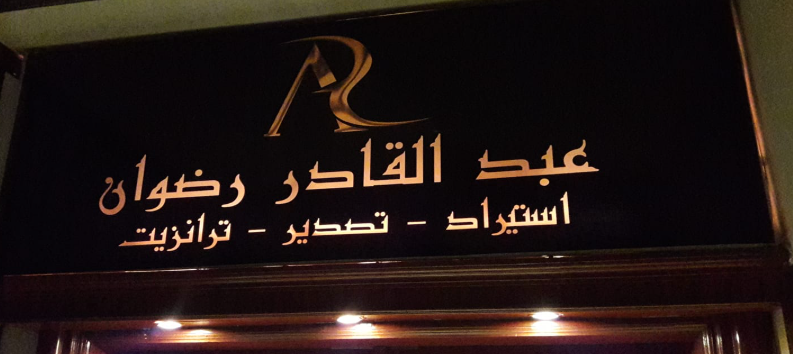 AR
عبد القادر رضوان
استيراد - تصدير - ترانزيت